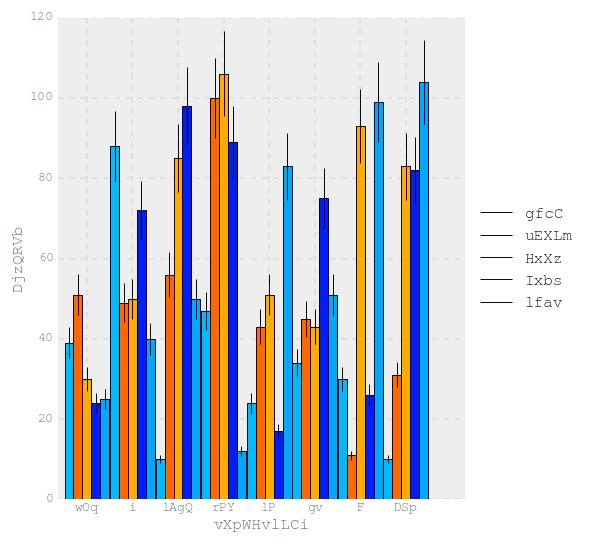 120
100
80
60
40
20
0
DjzQRVb
wOq i lAgQ rPY lP gv F DSp
vXpWHvlLCi
gfcC
uEXLm
HxXz
Ixbs
lfav